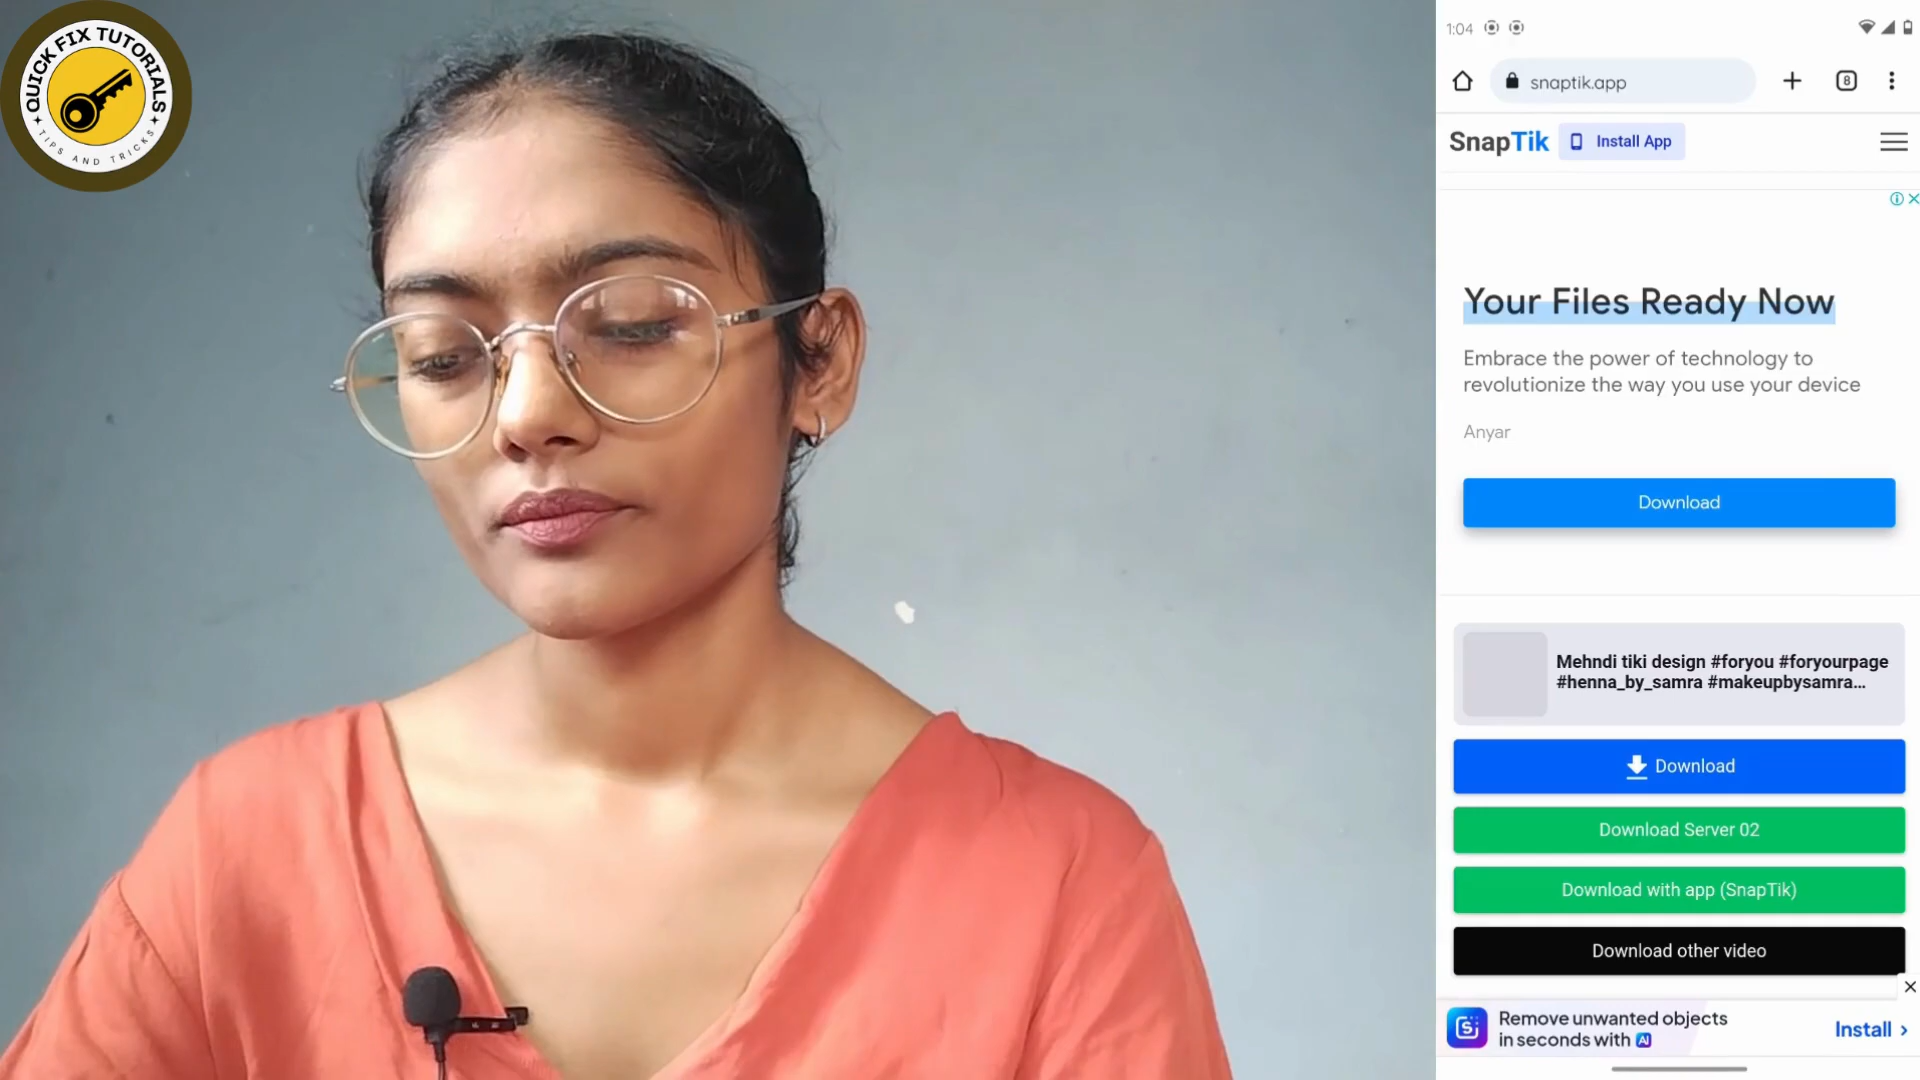 QUICK FIX TUTORIALS
TIPS AND TRICKS
1:04
snaptik.app
8
SnapTik
Install App
Your Files Ready Now
Embrace the power of technology to
revolutionize the way you use your device
Anyar
Download
Mehndi tiki design #foryou #foryourpage
#henna_by_samra #makeupbysamra...
Download
Download Server 02
Download with app (SnapTik)
Download other video
Remove unwanted objects
in seconds with AI
Install